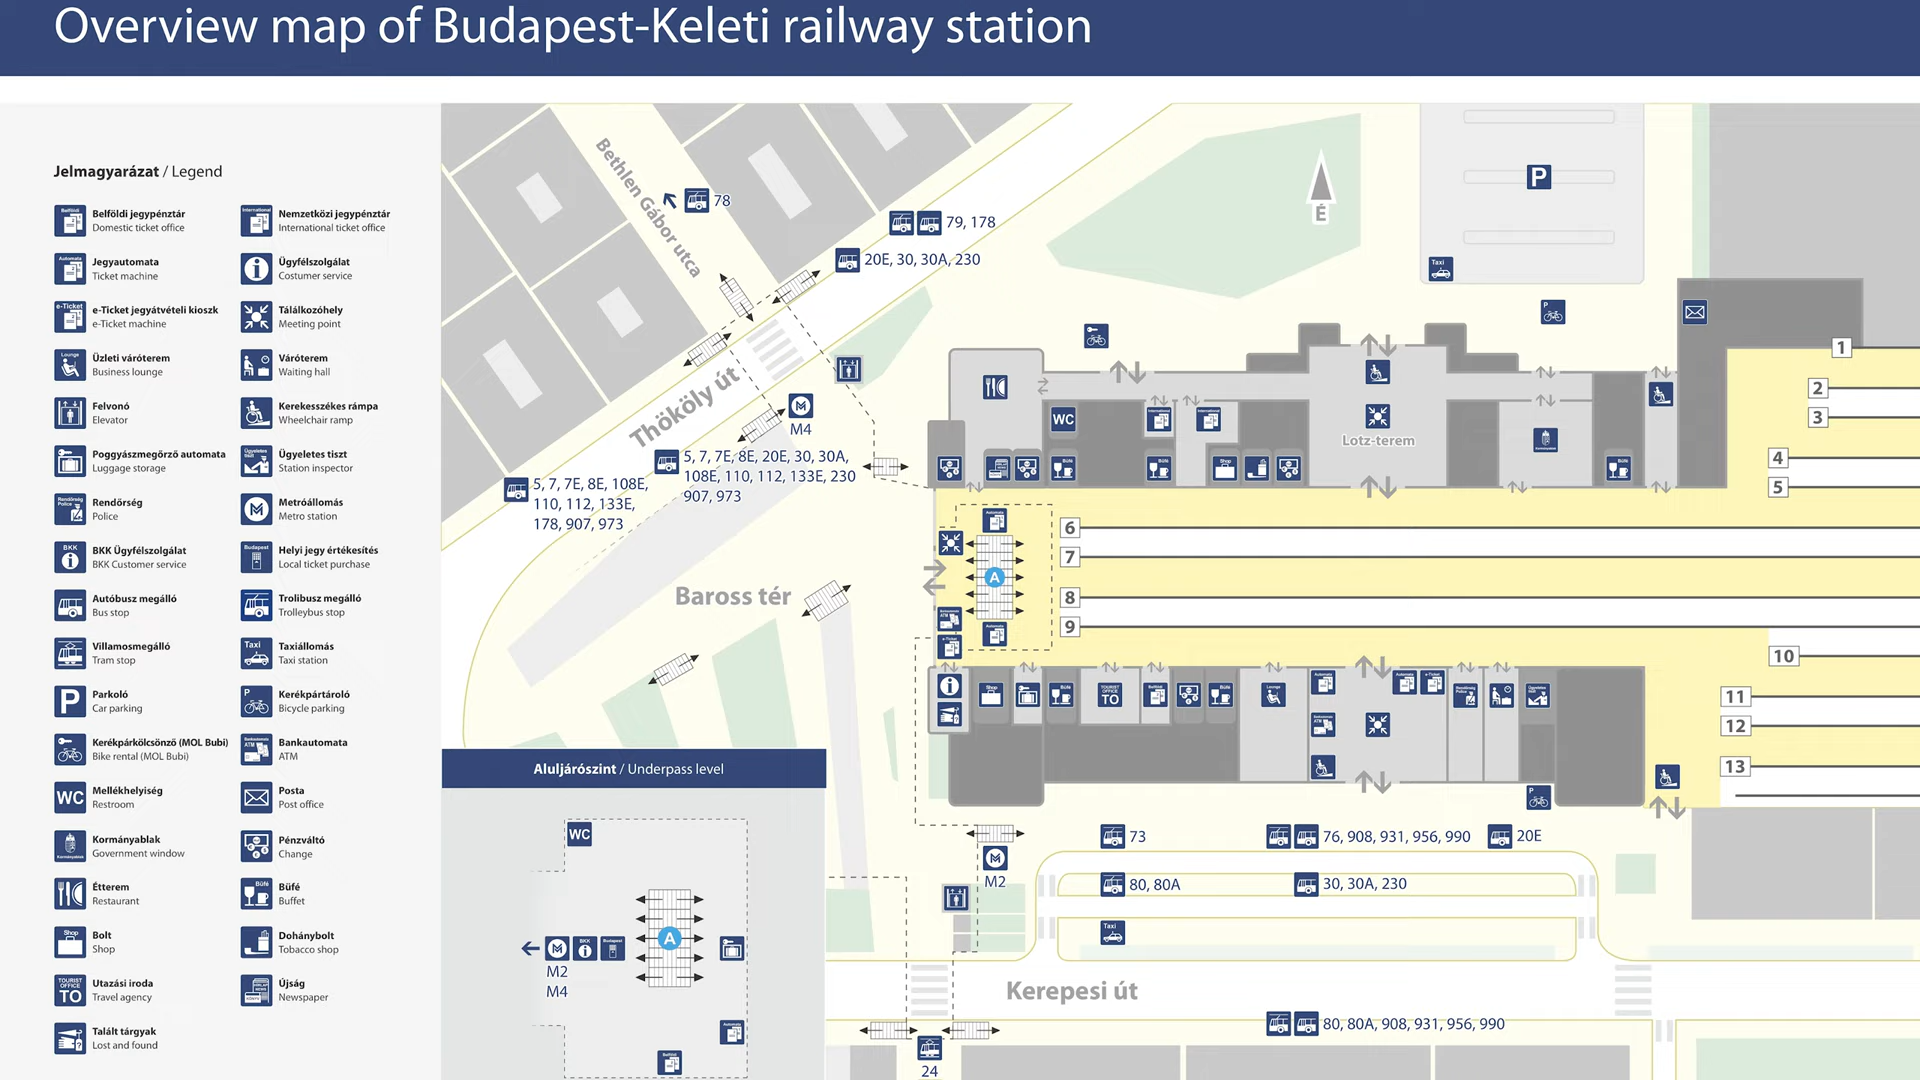 Overview map of Budapest-Keleti railway station
Jelmagyarázat / Legend
Belföldi jegypénztár
Domestic ticket office
Jegyautomata
Ticket machine
e-Ticket jegyátvételi kioszk
e-Ticket machine
Üzleti váróterem
Business lounge
Felvonó
Elevator
Poggyászmegőrző automata
Luggage storage
Rendőrség
Police
BKK Ügyfélszolgálat
BKK Customer service
Autóbusz megálló
Bus stop
Villamosmegálló
Tram stop
Parkoló
Car parking
Kerékpárkölcsönző (MOL Bubi)
Bike rental (MOL Bubi)
WC
Mellékhelyiség
Restroom
Kormányablak
Government window
Étterem
Restaurant
Bolt
Shop
Utazási iroda
Travel agency
Talált tárgyak
Lost and found
Nemzetközi jegypénztár
International ticket office
Ügyfélszolgálat
Costumer service
Tálálkozóhely
Meeting point
Váróterem
Waiting hall
Kerekesszékes rámpa
Wheelchair ramp
Ügyeletes tiszt
Station inspector
Metróállomás
Metro station
Helyi jegy értékesítés
Local ticket purchase
Trolibusz megálló
Trolleybus stop
Taxiállomás
Taxi station
Kerékpártároló
Bicycle parking
Bankautomata
ATM
Posta
Post office
Pénzváltó
Change
Büfé
Buffet
Dohánybolt
Tobacco shop
Újság
Newspaper
Bethlen Gábor utca
78
79, 178
20E, 30, 30A, 230
Thököly út
M4
5, 7, 7E, 8E, 20E, 30, 30A,
108E, 110, 112, 133E, 230
907, 973
5, 7, 7E, 8E, 108E,
110, 112, 133E,
178, 907, 973
Baross tér
É
P
Taxi
WC
Lotz-terem
1
2
3
4
5
6
7
8
9
10
11
12
13
A
TOURIST OFFICE
TO
Aluljárószint / Underpass level
WC
M2
M4
A
M2
73
76, 908, 931, 956, 990
20E
80, 80A
30, 30A, 230
Taxi
Kerepesi út
80, 80A, 908, 931, 956, 990
24